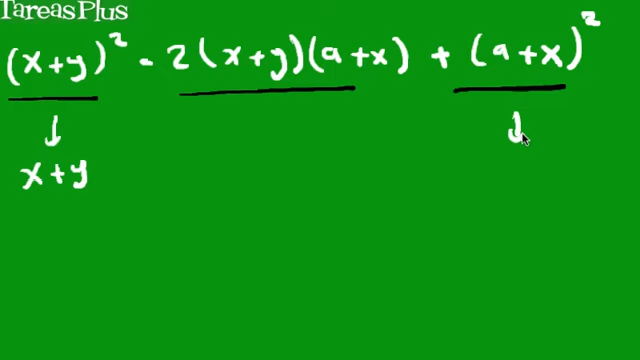 TareasPlus
(x+y)² - 2(x+y)(a+x) + (a+x)²
x+y